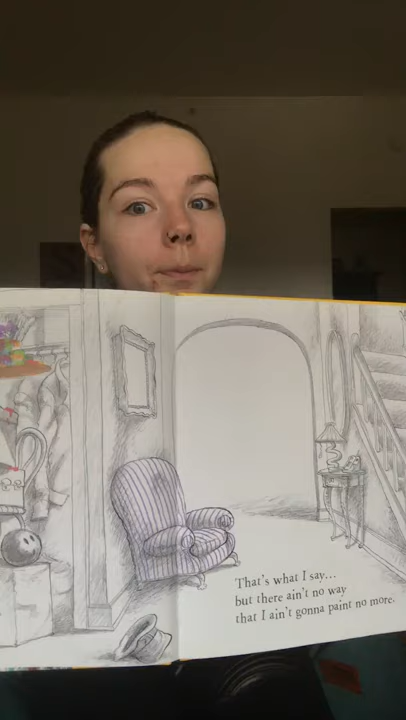 That's what I say...
but there ain't no way
that I ain't gonna paint no more.